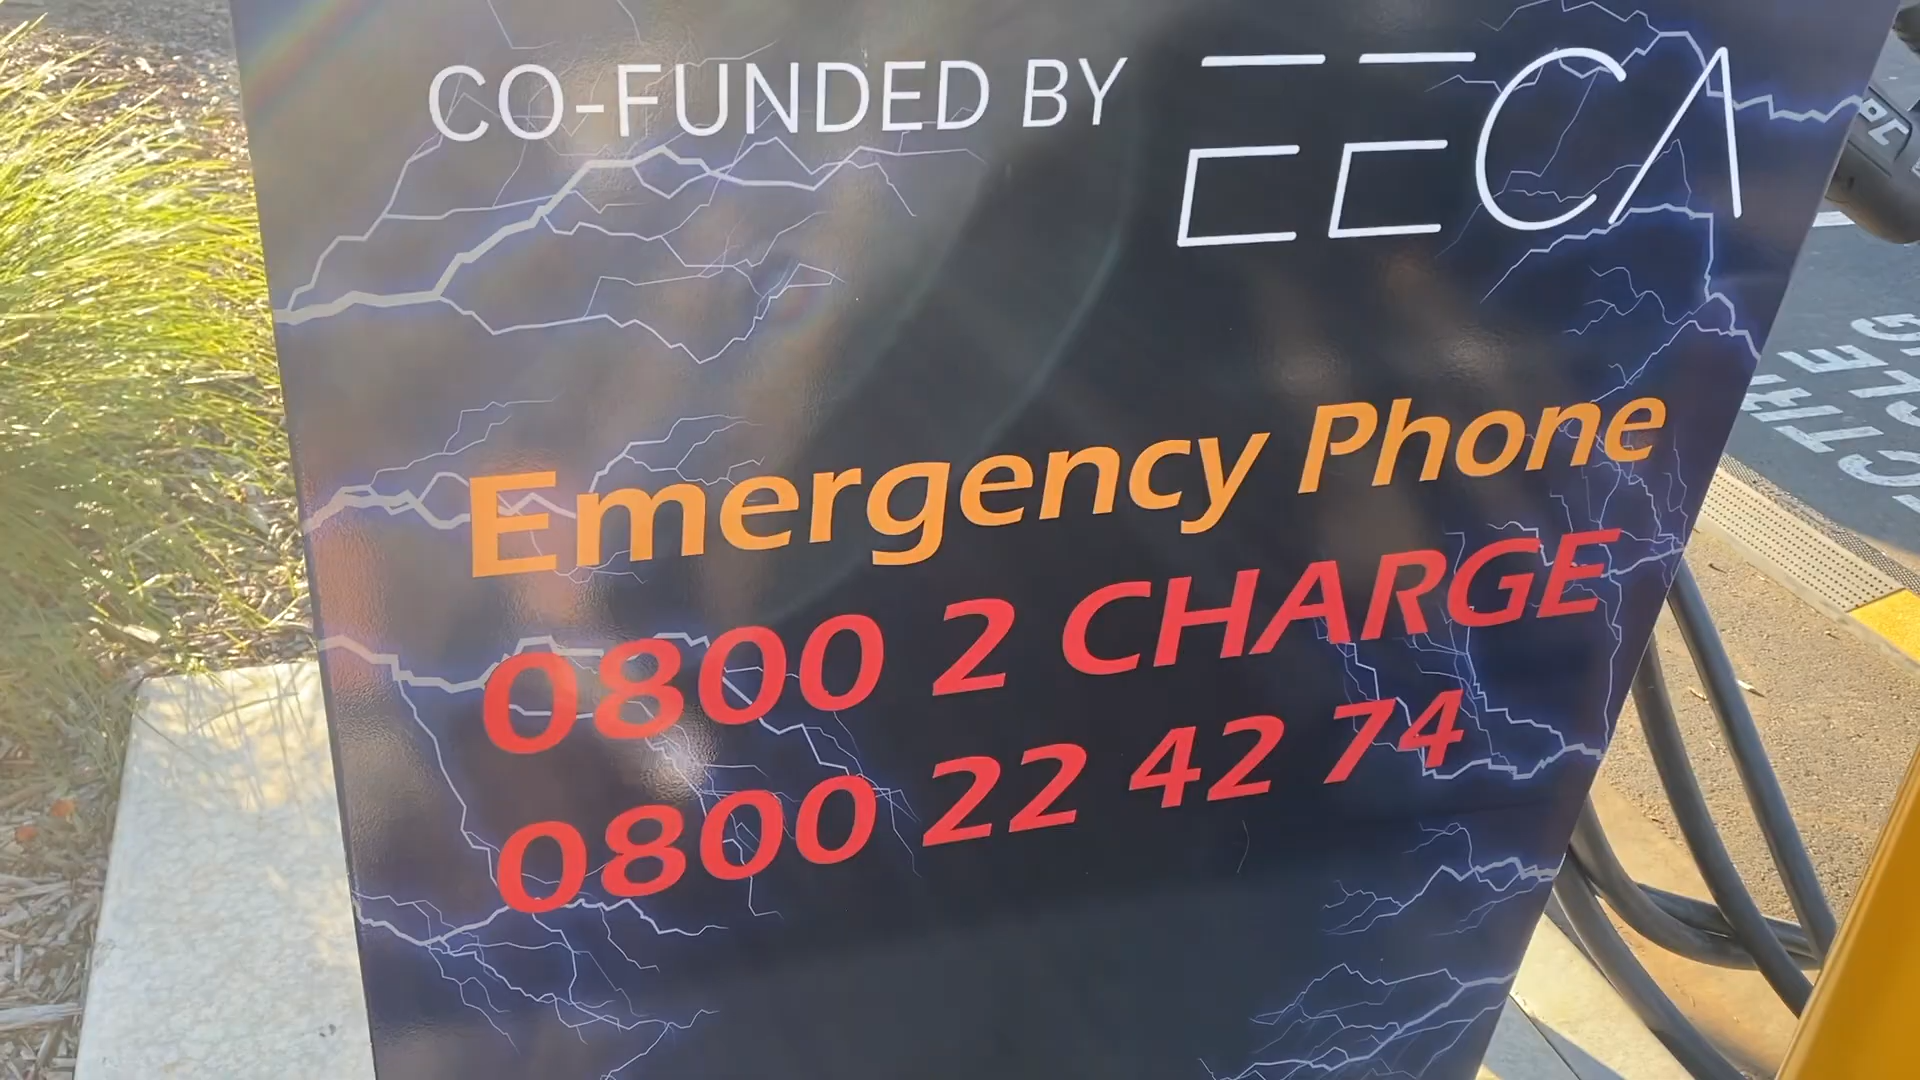 CO-FUNDED BY EECA
Emergency Phone
0800 2 CHARGE
0800 22 42 74